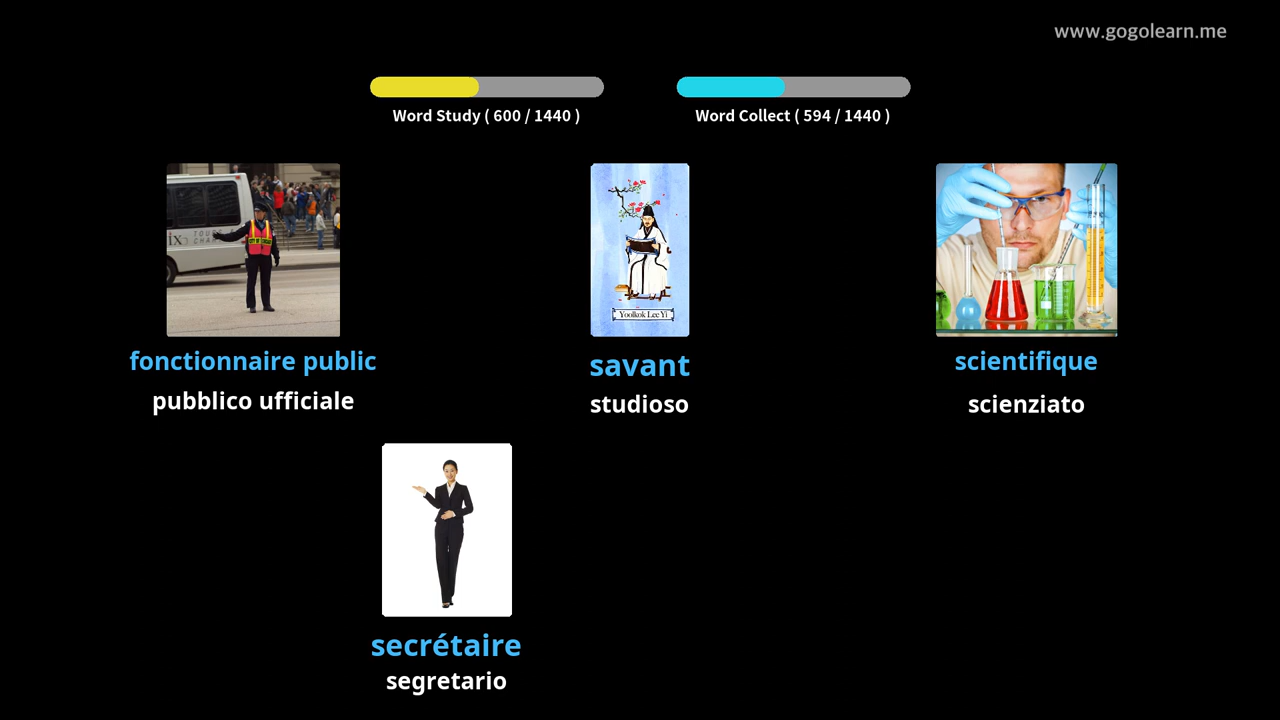 www.gogolearn.me
Word Study ( 600 / 1440 )
Word Collect ( 594 / 1440 )
Yoolkok Lee Yi
fonctionnaire public
pubblico ufficiale
savant
studioso
scientifique
scienziato
secrétaire
segretario